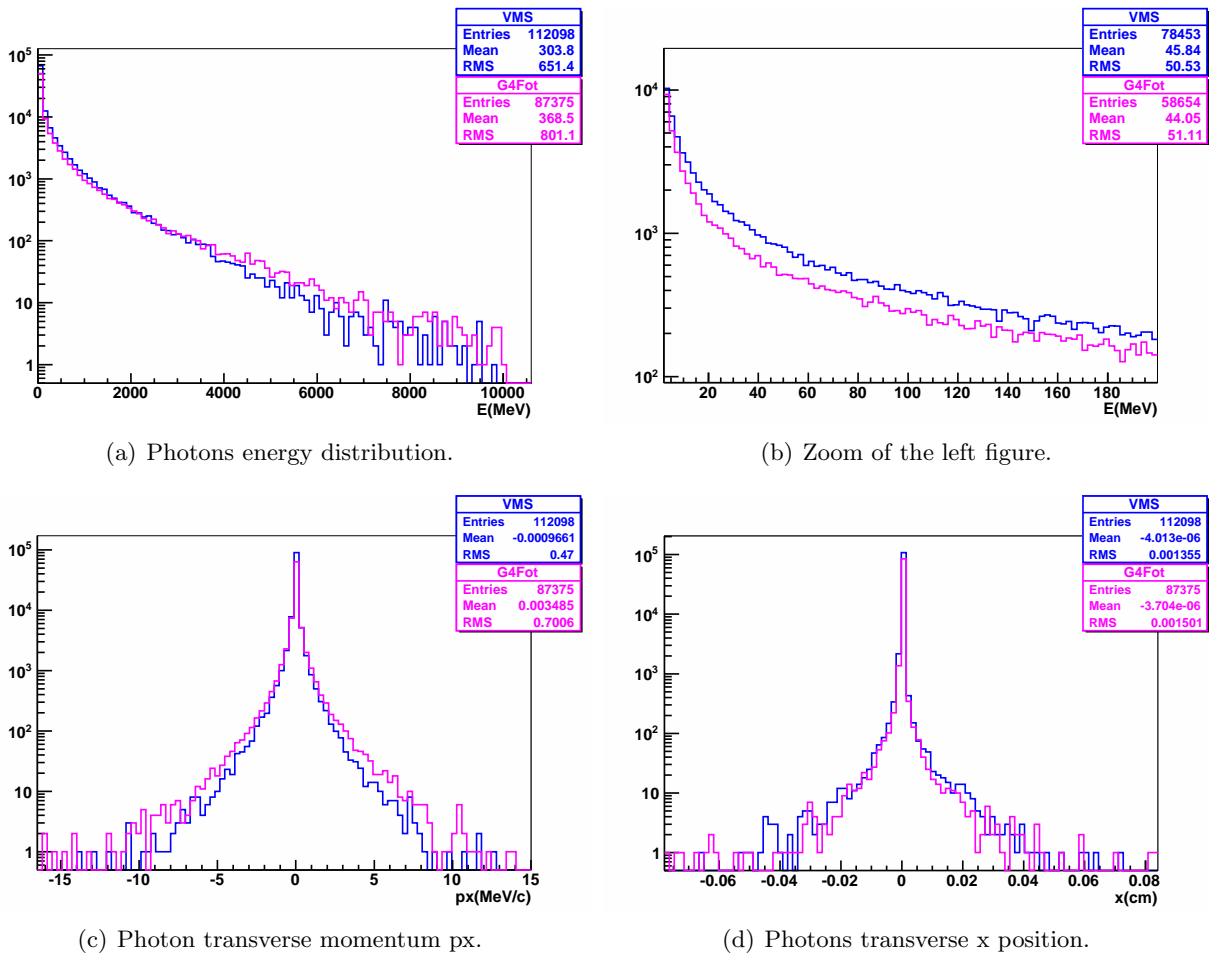 VMS
Entries 112098
Mean 303.8
RMS 651.4
G4Fot
Entries 87375
Mean 368.5
RMS 801.1
10^5
10^4
10^3
10^2
10
1
0 2000 4000 6000 8000 10000
E(MeV)
(a) Photons energy distribution.
VMS
Entries 78453
Mean 45.84
RMS 50.53
G4Fot
Entries 58654
Mean 44.05
RMS 51.11
10^4
10^3
10^2
20 40 60 80 100 120 140 160 180
E(MeV)
(b) Zoom of the left figure.
VMS
Entries 112098
Mean -0.0009661
RMS 0.47
G4Fot
Entries 87375
Mean 0.003485
RMS 0.7006
10^5
10^4
10^3
10^2
10
1
-15 -10 -5 0 5 10 15
px(MeV/c)
(c) Photon transverse momentum px.
VMS
Entries 112098
Mean -4.013e-06
RMS 0.001355
G4Fot
Entries 87375
Mean -3.704e-06
RMS 0.001501
10^5
10^4
10^3
10^2
10
1
-0.06 -0.04 -0.02 0 0.02 0.04 0.06 0.08
x(cm)
(d) Photons transverse x position.